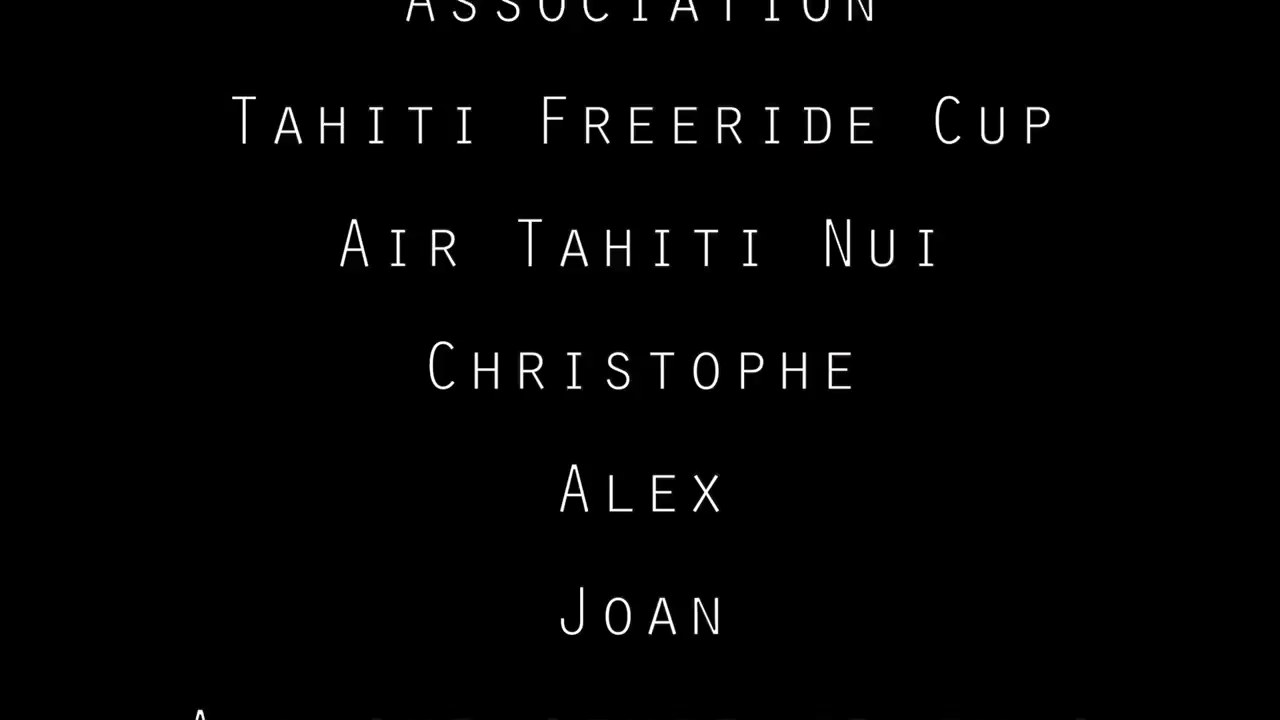 Association
Tahiti Freeride Cup
Air Tahiti Nui
Christophe
Alex
Joan